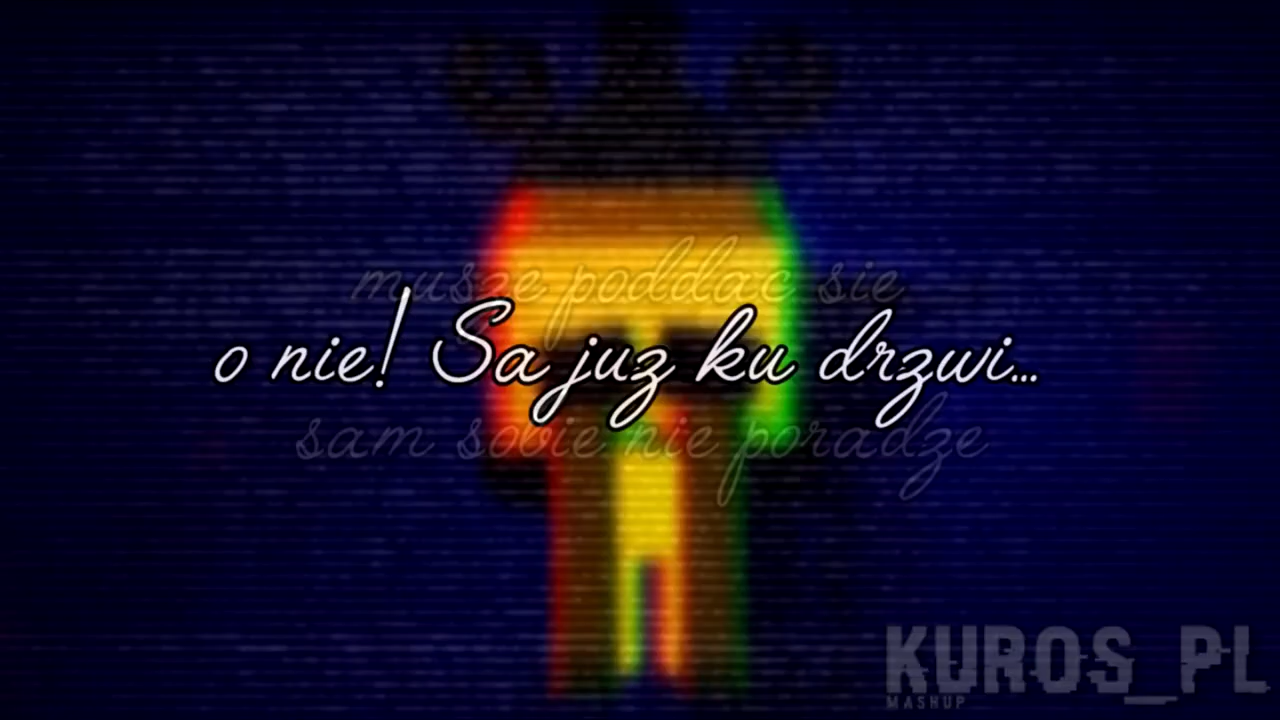 musze poddac sie
o nie! Sa juz ku drzwi...
sam sobie nie poradze
KUROS_PL
MASHUP